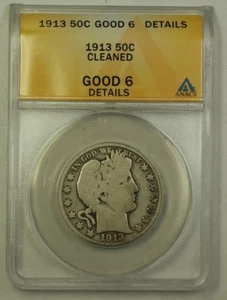 1913 50C GOOD 6 DETAILS
1913 50C
CLEANED
GOOD 6
DETAILS
ANACS
IN GOD WE TRUST
1913